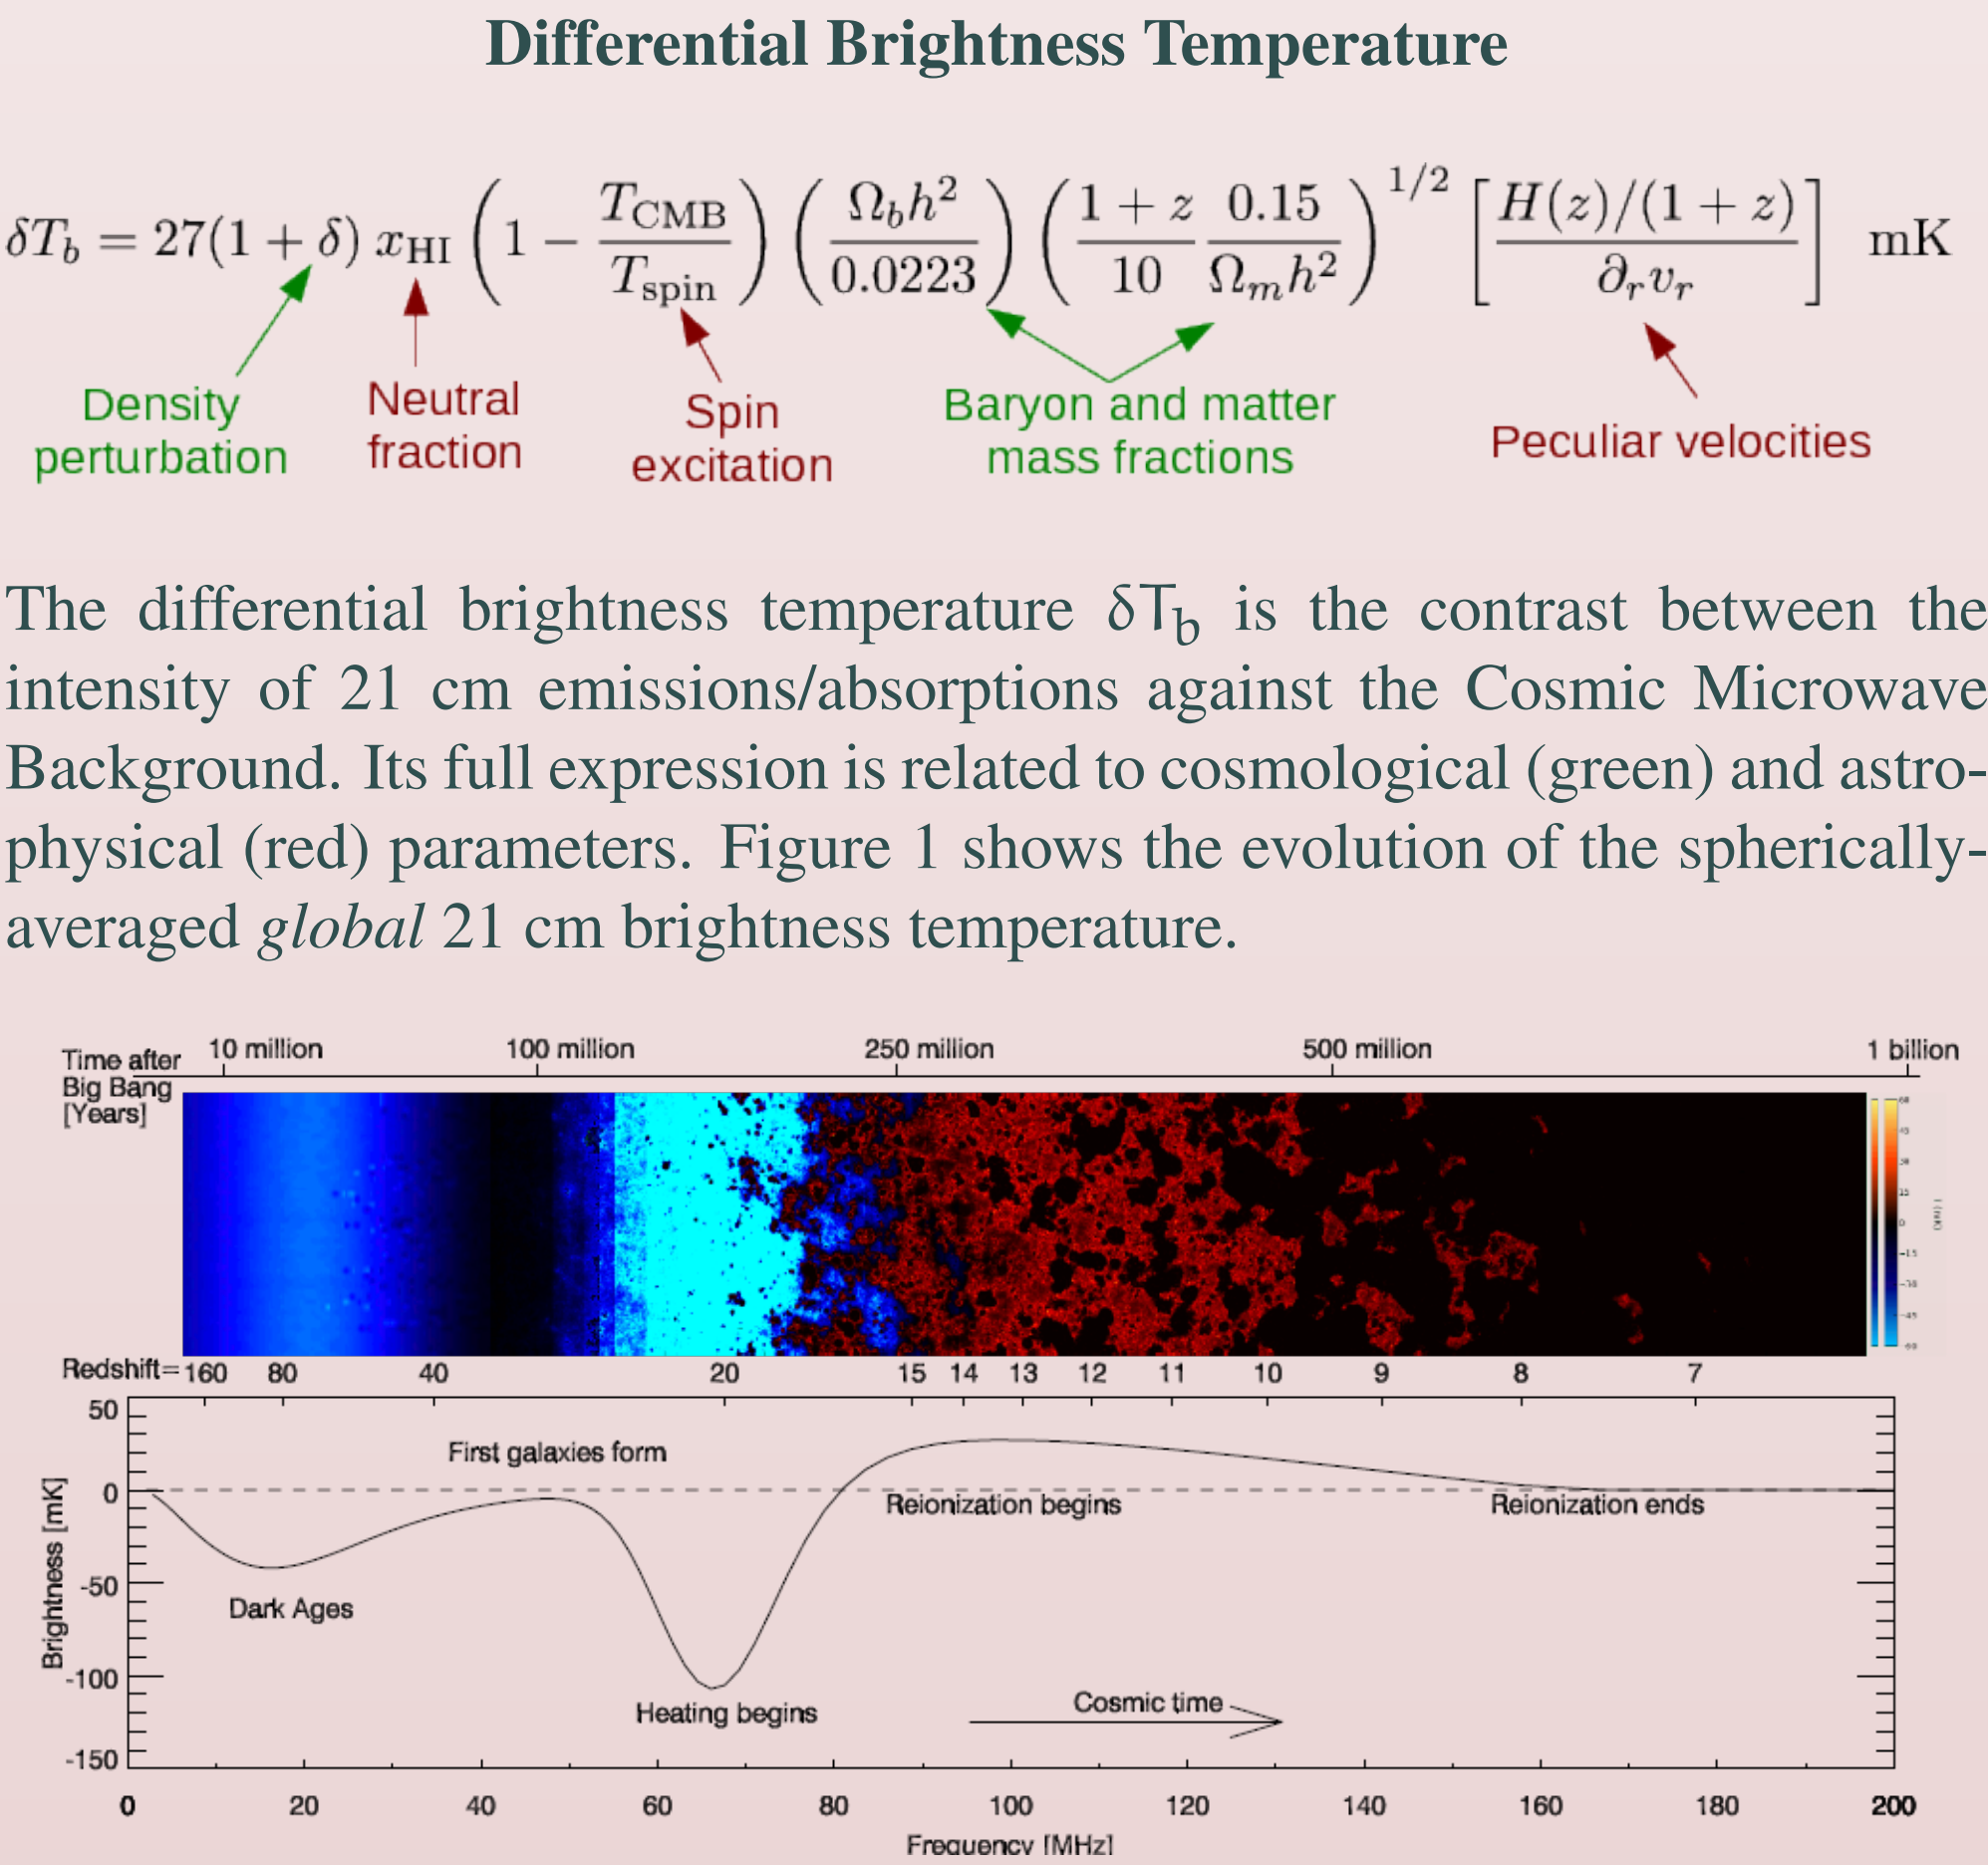 Differential Brightness Temperature
δT_b = 27(1 + δ) x_HI (1 − T_CMB / T_spin) (Ω_b h² / 0.0223) ((1 + z) / 10 · 0.15 / Ω_m h²)^{1/2} [H(z)/(1 + z) / ∂_r v_r] mK
Density
perturbation
Neutral
fraction
Spin
excitation
Baryon and matter
mass fractions
Peculiar velocities
The differential brightness temperature δT_b is the contrast between the
intensity of 21 cm emissions/absorptions against the Cosmic Microwave
Background. Its full expression is related to cosmological (green) and astro-
physical (red) parameters. Figure 1 shows the evolution of the spherically-
averaged global 21 cm brightness temperature.
Time after
Big Bang
[Years]
10 million 100 million 250 million 500 million 1 billion
Redshift= 160 80 40 20 15 14 13 12 11 10 9 8 7
50
0
-50
-100
-150
Brightness [mK]
First galaxies form
Reionization begins
Reionization ends
Dark Ages
Heating begins
Cosmic time
0 20 40 60 80 100 120 140 160 180 200
Frequency [MHz]